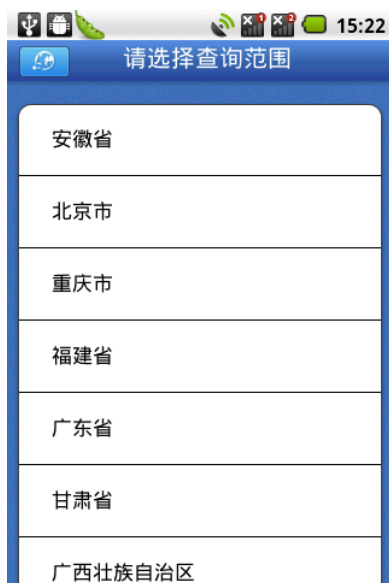 15:22
请选择查询范围
安徽省
北京市
重庆市
福建省
广东省
甘肃省
广西壮族自治区